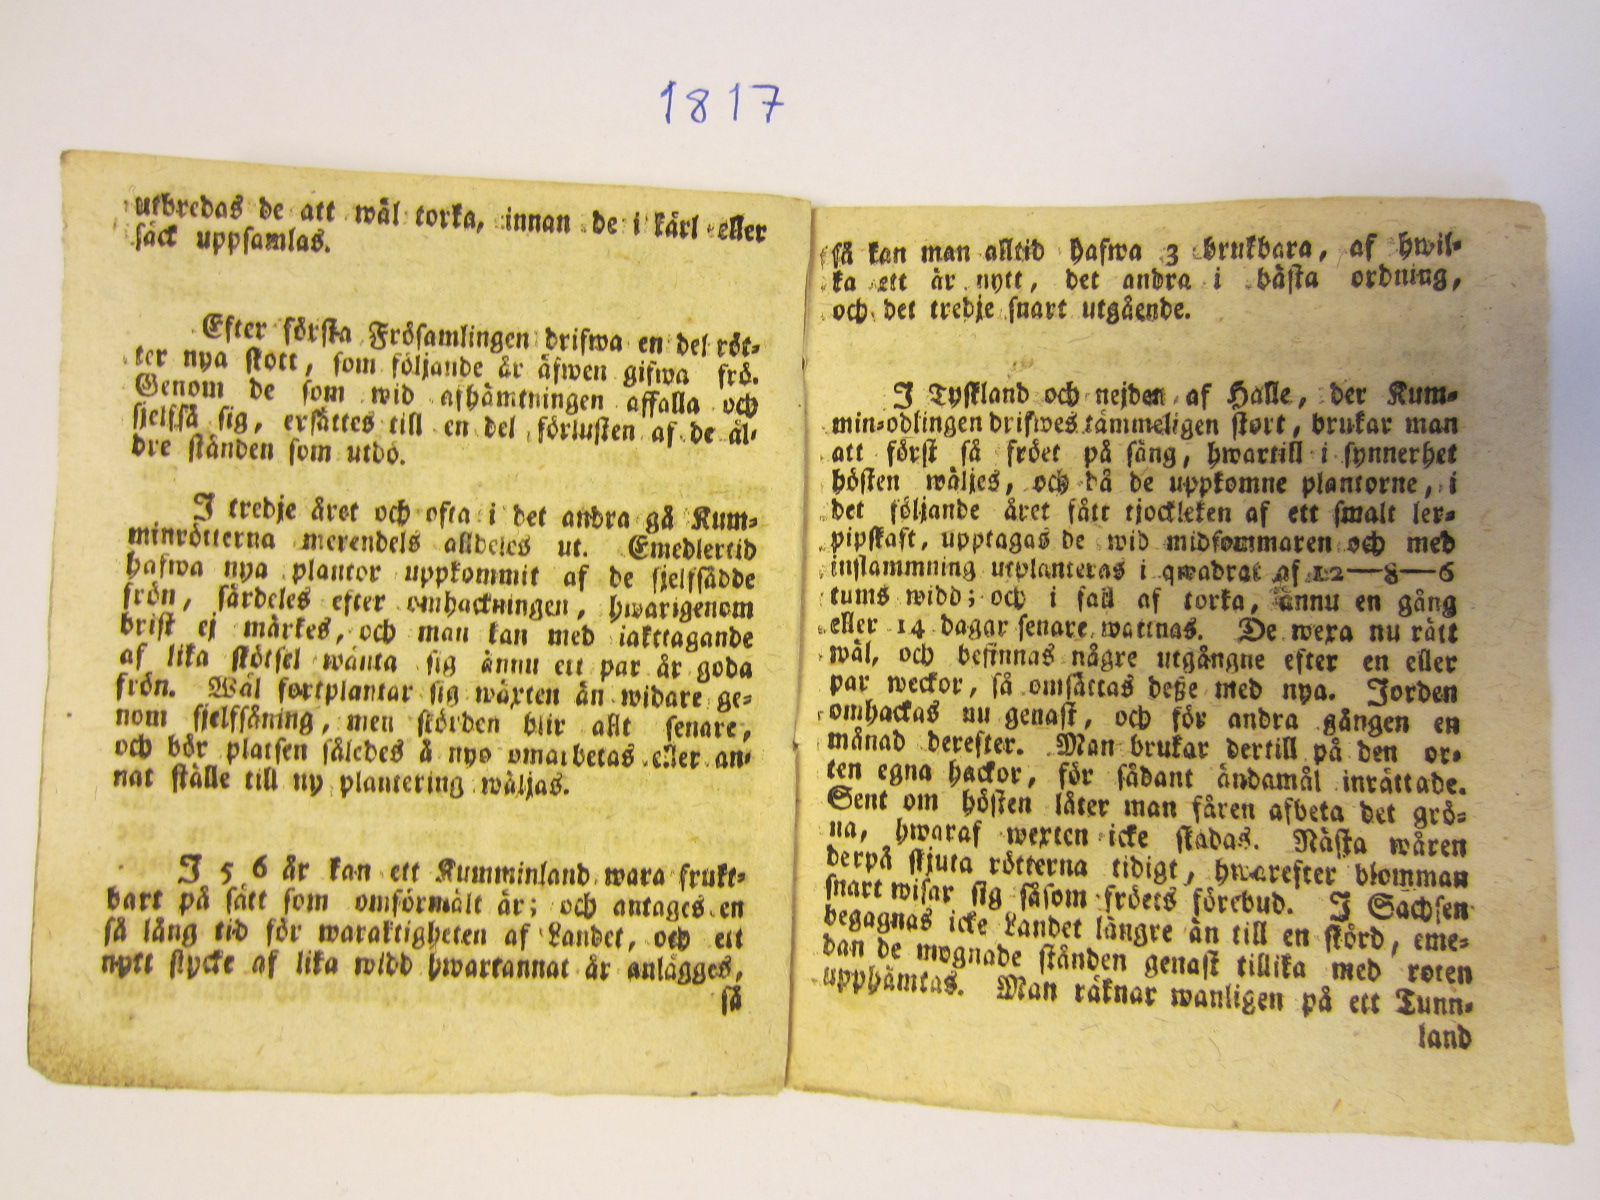 1817
utbredas de att wäl torka, innan de i kärl eller
säck uppsamlas.
Efter första Frösamlingen drifwa en del röt-
ter nya skott, som följande år äfwen gifwa frö.
Genom de som wid afhämtningen affalla och
sjelfså sig, ersättes till en del förlusten af de äl-
dre stånden som utdö.
I tredje året och ofta i det andra gå Kum-
minrötterna merendels alldeles ut. Emedlertid
hafwa nya plantor uppkommit af de sjelfsådde
frön, särdeles efter omhackningen, hwarigenom
brist ej märkes, och man kan med iakttagande
af lika skötsel wänta sig ännu ett par år goda
frön. Wäl fortplantar sig wäxten än widare ge-
nom sjelfsåning, men skörden blir allt senare,
och bör platsen således å nyo omarbetas eller an-
nat ställe till ny plantering wäljas.
I 5 6 år kan ett Kumminland wara frukt-
bart på sätt som omförmält är; och antages en
så lång tid för waraktigheten af Landet, och ett
nytt stycke af lika widd hwartannat år anlägges,
så
så kan man alltid hafwa 3 brukbara, af hwil-
ka ett är nytt, det andra i bästa ordning,
och det tredje snart utgående.
I Tyskland och nejden af Halle, der Kum-
min-odlingen drifwes tämmeligen stort, brukar man
att först så fröet på säng, hwartill i synnerhet
hösten wäljes, och då de uppkomne plantorne, i
det följande året fått tjockleken af ett smalt ler-
pipskaft, upptagas de wid midsommaren och med
inslammning utplanteras i qwadrat af 12—8—6
tums widd; och i fall af torka, ännu en gång
eller 14 dagar senare wattnas. De wexa nu rätt
wäl, och befinnas några utgångne efter en eller
par weckor, så omsättas deße med nya. Jorden
omhackas nu genast, och för andra gången en
månad derefter. Man brukar dertill på den or-
ten egna hackor, för sådant ändamål inrättade.
Sent om hösten låter man fåren afbeta det grö-
na, hwaraf wexten icke skadas. Nästa wåren
derpå skjuta rötterna tidigt, hwarefter blomman
snart wisar sig såsom fröets förebud. I Sachsen
begagnas icke Landet längre än till en skörd, eme-
dan de mognade stånden genast tillika med roten
upphämtas. Man räknar wanligen på ett Tunn-
land